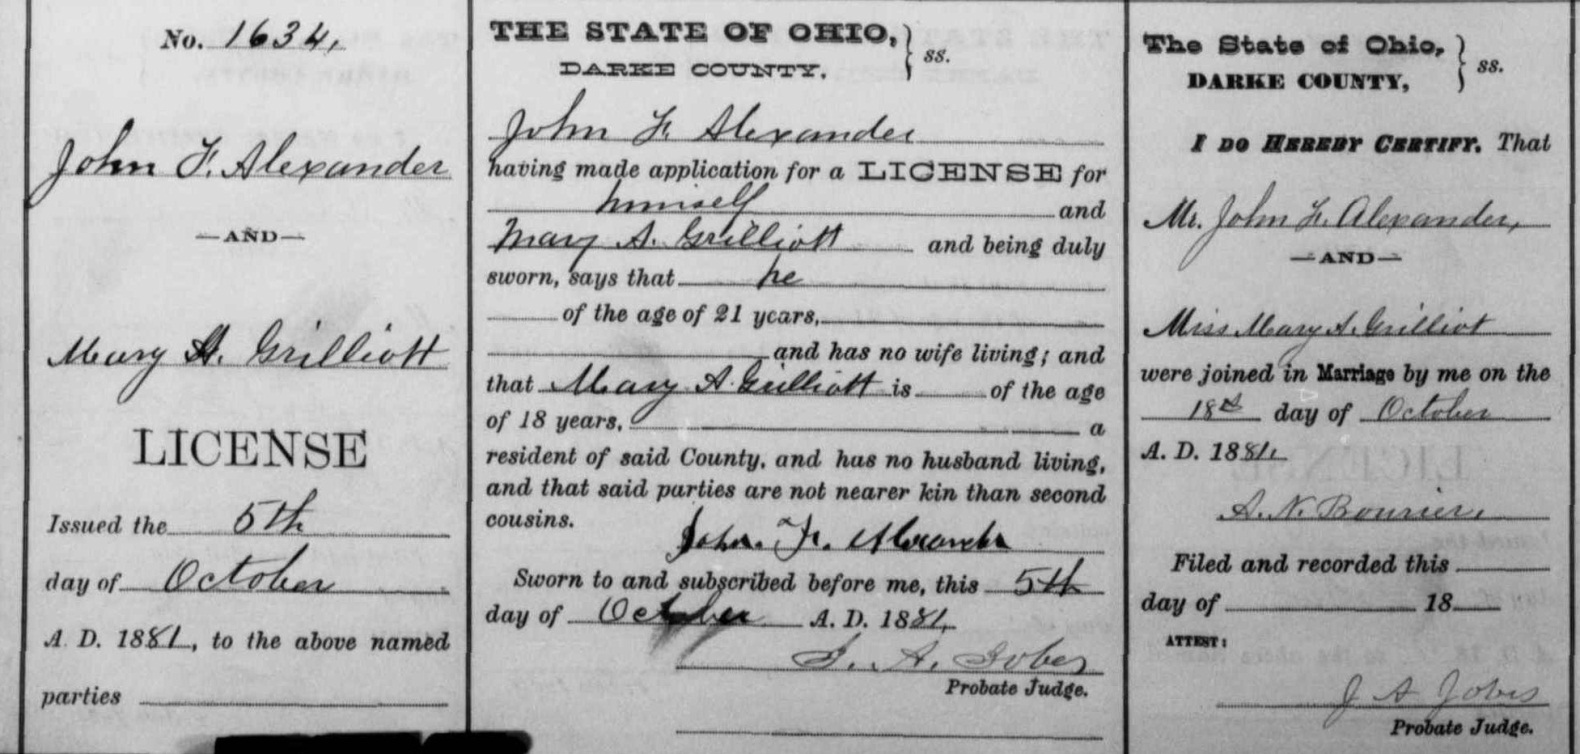 No. 1634,
John F. Alexander
—AND—
Mary A. Grilliott
LICENSE
Issued the 5th
day of October
A. D. 1881, to the above named
parties
THE STATE OF OHIO, } ss.
DARKE COUNTY.
John F. Alexander
having made application for a LICENSE for
himself and
Mary A. Grilliott and being duly
sworn, says that he
of the age of 21 years,
and has no wife living; and
that Mary A. Grilliott is of the age
of 18 years, a
resident of said County, and has no husband living,
and that said parties are not nearer kin than second
cousins.
John. F. Alexander
Sworn to and subscribed before me, this 5th
day of October A. D. 1881,
J. A. Jobes
Probate Judge.
The State of Ohio, } ss.
DARKE COUNTY,
I DO HEREBY CERTIFY, That
Mr. John F. Alexander,
—AND—
Miss Mary A. Grilliot
were joined in Marriage by me on the
18th day of October
A. D. 1881.
A. N. Bourier.
Filed and recorded this
day of 18
ATTEST:
J A Jobes
Probate Judge.